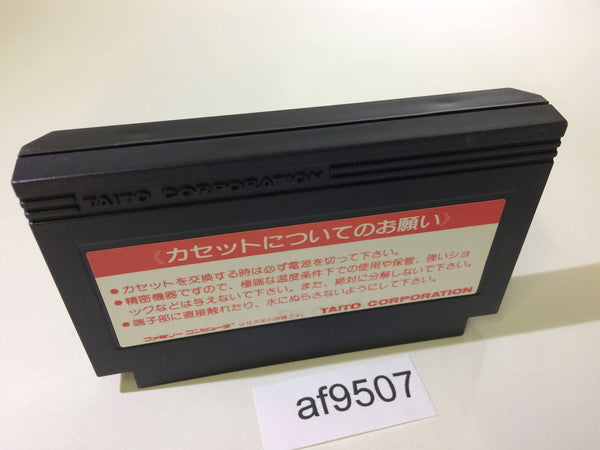 TAITO CORPORATION
《カセットについてのお願い》
●カセットを交換する時は必ず電源を切って下さい。
●精密機器ですので、極端な温度条件下での使用や保管、強いショ
ックなどは与えないで下さい。また、絶対に分解しないで下さい。
●端子部に直接触れたり、水にぬらさないようにして下さい。
ファミリーコンピュータ
TAITO CORPORATION
af9507